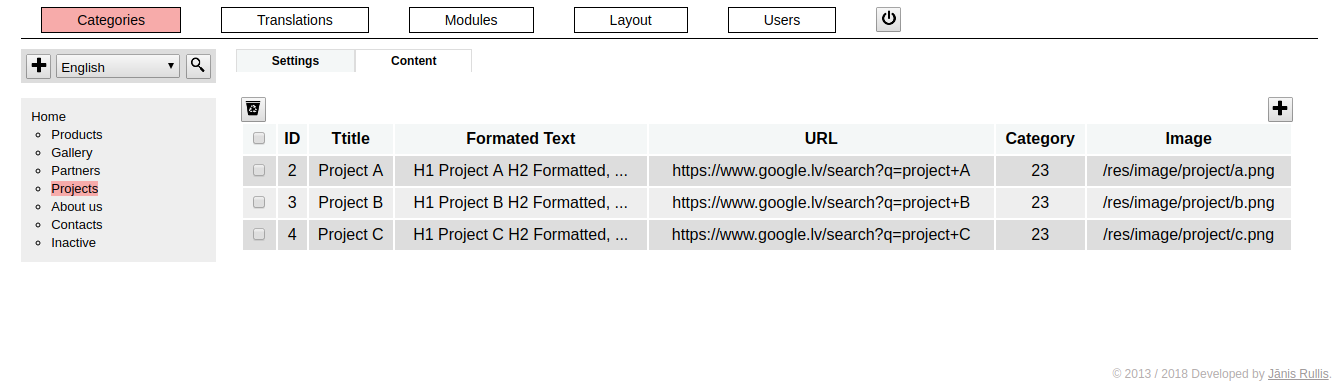 Categories Translations Modules Layout Users
English
Settings Content
Home
Products
Gallery
Partners
Projects
About us
Contacts
Inactive
ID Ttitle Formated Text URL Category Image
2 Project A H1 Project A H2 Formatted, ... https://www.google.lv/search?q=project+A 23 /res/image/project/a.png
3 Project B H1 Project B H2 Formatted, ... https://www.google.lv/search?q=project+B 23 /res/image/project/b.png
4 Project C H1 Project C H2 Formatted, ... https://www.google.lv/search?q=project+C 23 /res/image/project/c.png
© 2013 / 2018 Developed by Jānis Rullis.